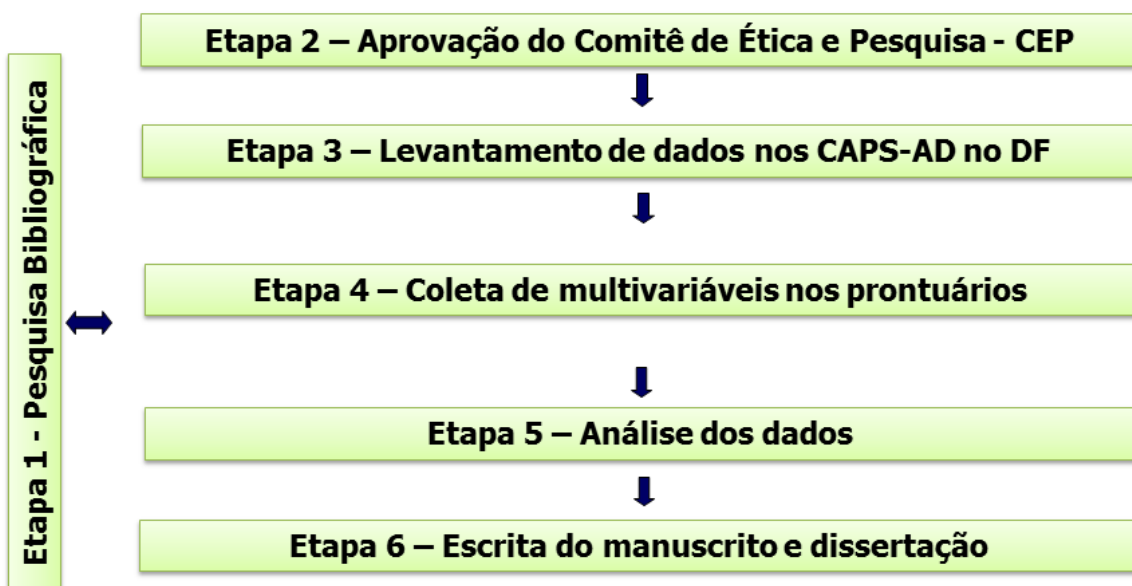 Etapa 1 - Pesquisa Bibliográfica
Etapa 2 – Aprovação do Comitê de Ética e Pesquisa - CEP
Etapa 3 – Levantamento de dados nos CAPS-AD no DF
Etapa 4 – Coleta de multivariáveis nos prontuários
Etapa 5 – Análise dos dados
Etapa 6 – Escrita do manuscrito e dissertação